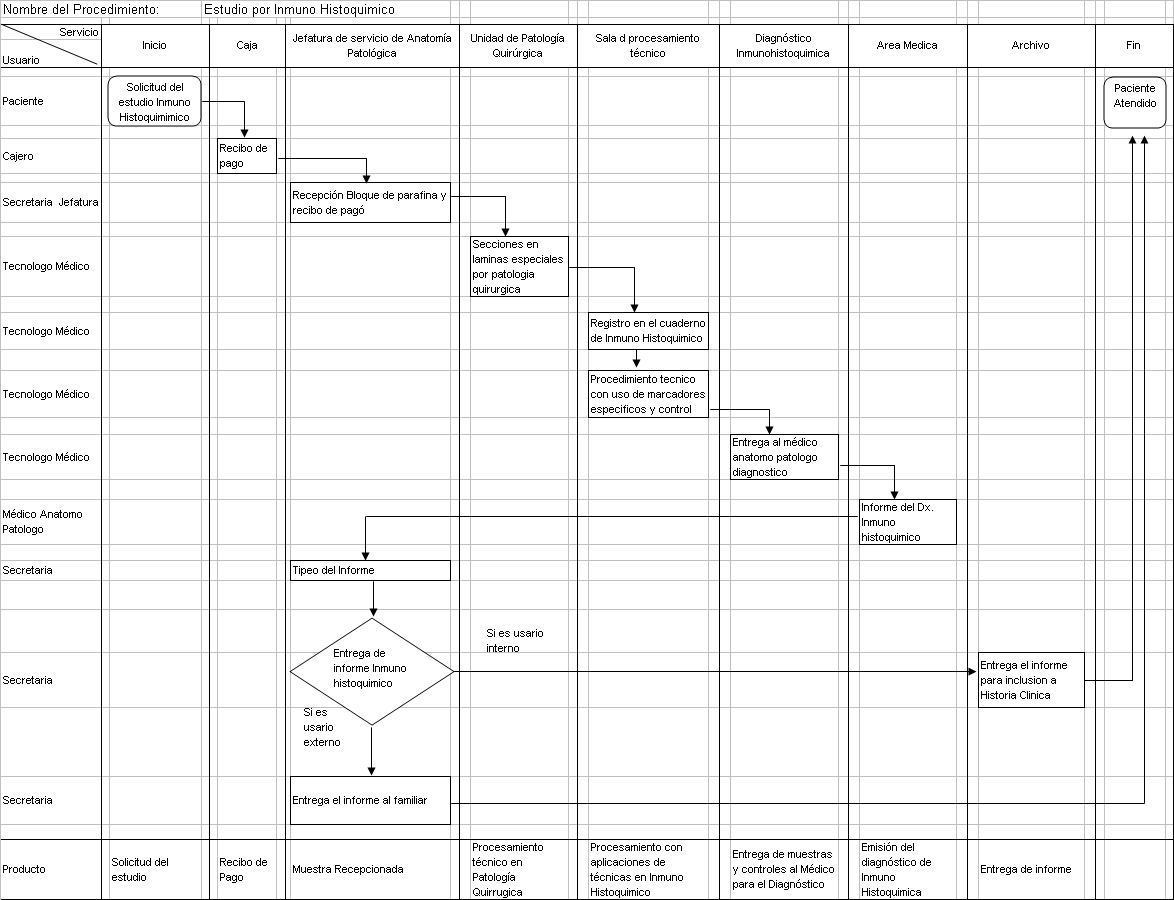 Nombre del Procedimiento: Estudio por Inmuno Histoquimico
Servicio
Usuario
Inicio
Caja
Jefatura de servicio de Anatomía
Patológica
Unidad de Patología
Quirúrgica
Sala d procesamiento
técnico
Diagnóstico
Inmunohistoquimica
Area Medica
Archivo
Fin
Paciente
Solicitud del
estudio Inmuno
Histoquimimico
Paciente
Atendido
Cajero
Recibo de
pago
Secretaria Jefatura
Recepción Bloque de parafina y
recibo de pagó
Tecnologo Médico
Secciones en
laminas especiales
por patologia
quirurgica
Tecnologo Médico
Registro en el cuaderno
de Inmuno Histoquimico
Tecnologo Médico
Procedimiento tecnico
con uso de marcadores
especificos y control
Tecnologo Médico
Entrega al médico
anatomo patologo
diagnostico
Médico Anatomo
Patologo
Informe del Dx.
Inmuno
histoquimico
Secretaria
Tipeo del Informe
Si es usario
interno
Secretaria
Entrega de
informe Inmuno
histoquimico
Entrega el informe
para inclusion a
Historia Clinica
Si es
usario
externo
Secretaria
Entrega el informe al familiar
Producto
Solicitud del
estudio
Recibo de
Pago
Muestra Recepcionada
Procesamiento
técnico en
Patología
Quirrugica
Procesamiento con
aplicaciones de
técnicas en Inmuno
Histoquimico
Entrega de muestras
y controles al Médico
para el Diagnóstico
Emisión del
diagnóstico de
Inmuno
Histoquimica
Entrega de informe